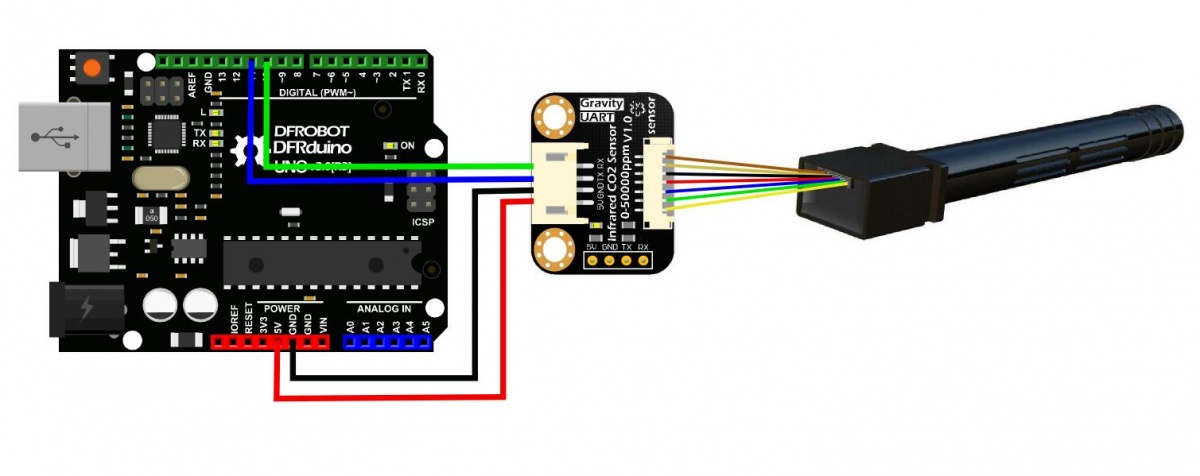 AREF
GND
13
12
~9
8
7
~6
~5
4
~3
2
TX 1
RX 0
DIGITAL (PWM~)
L
TX
RX
DFROBOT
DFRduino
UNO
ON
ICSP
050
IOREF
RESET
3V3
5V
GND
GND
VIN
POWER
ANALOG IN
A0
A1
A2
A3
A4
A5
Gravity
UART
Infrared CO2 Sensor
0-50000ppm V1.0
sensor
5V GND TX RX
5V GND TX RX